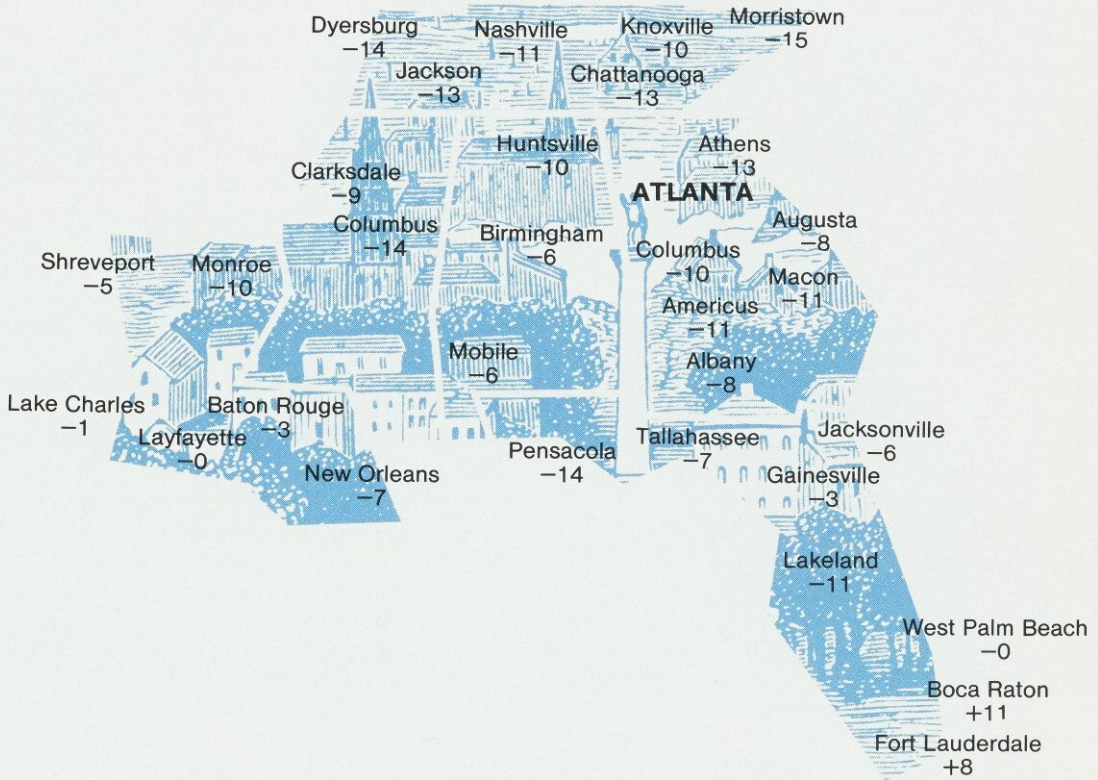 Dyersburg
−14
Nashville
−11
Knoxville
−10
Morristown
−15
Jackson
−13
Chattanooga
−13
Huntsville
−10
Athens
−13
Clarksdale
−9
ATLANTA
Columbus
−14
Birmingham
−6
Columbus
−10
Augusta
−8
Shreveport
−5
Monroe
−10
Macon
−11
Americus
−11
Mobile
−6
Albany
−8
Lake Charles
−1
Baton Rouge
−3
Layfayette
−0
New Orleans
−7
Pensacola
−14
Tallahassee
−7
Jacksonville
−6
Gainesville
−3
Lakeland
−11
West Palm Beach
−0
Boca Raton
+11
Fort Lauderdale
+8